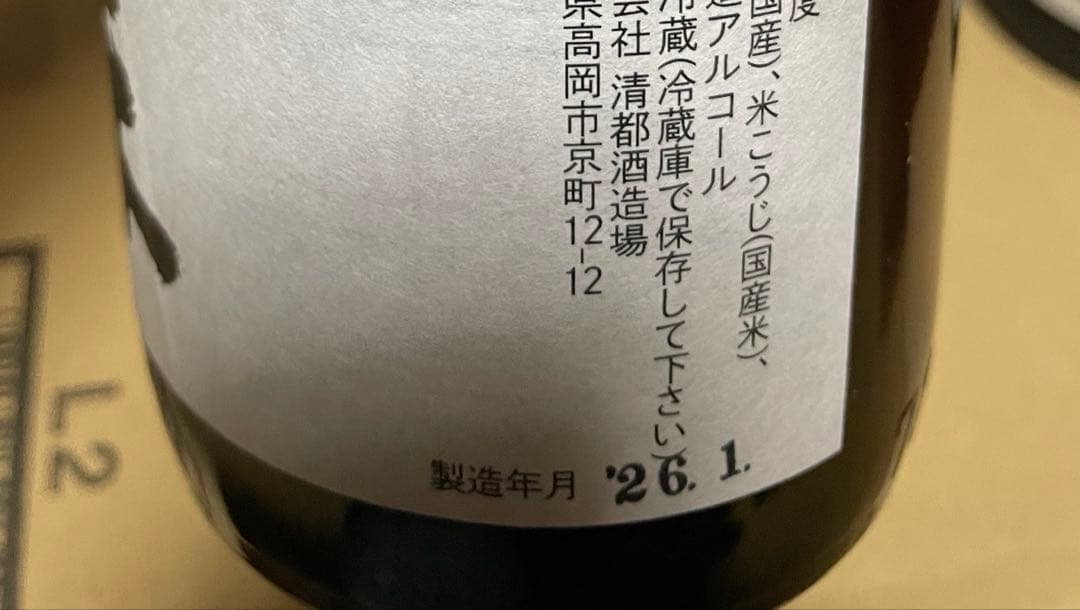 度
国産)、米こうじ(国産米)、
造アルコール
冷蔵(冷蔵庫で保存して下さい)
会社 清都酒造場
県高岡市京町12-12
製造年月 '26. 1.
L2